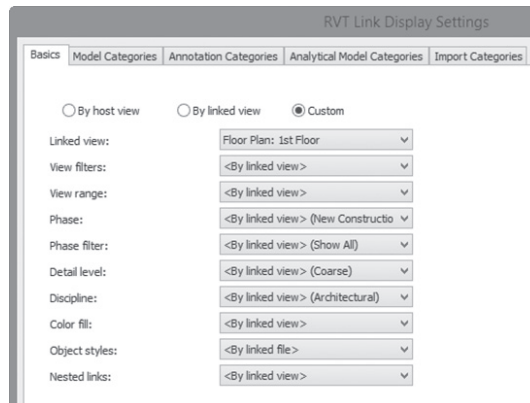 RVT Link Display Settings
Basics Model Categories Annotation Categories Analytical Model Categories Import Categories
By host view By linked view Custom
Linked view: Floor Plan: 1st Floor
View filters: <By linked view>
View range: <By linked view>
Phase: <By linked view> (New Constructio
Phase filter: <By linked view> (Show All)
Detail level: <By linked view> (Coarse)
Discipline: <By linked view> (Architectural)
Color fill: <By linked view>
Object styles: <By linked file>
Nested links: <By linked view>